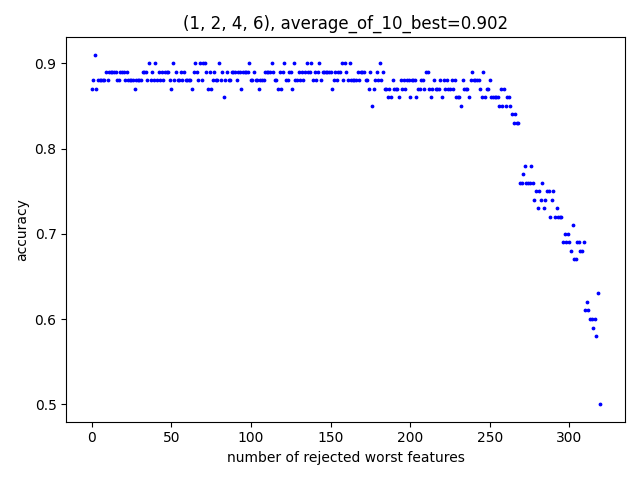 (1, 2, 4, 6), average_of_10_best=0.902
0.9
0.8
0.7
0.6
0.5
accuracy
0 50 100 150 200 250 300
number of rejected worst features